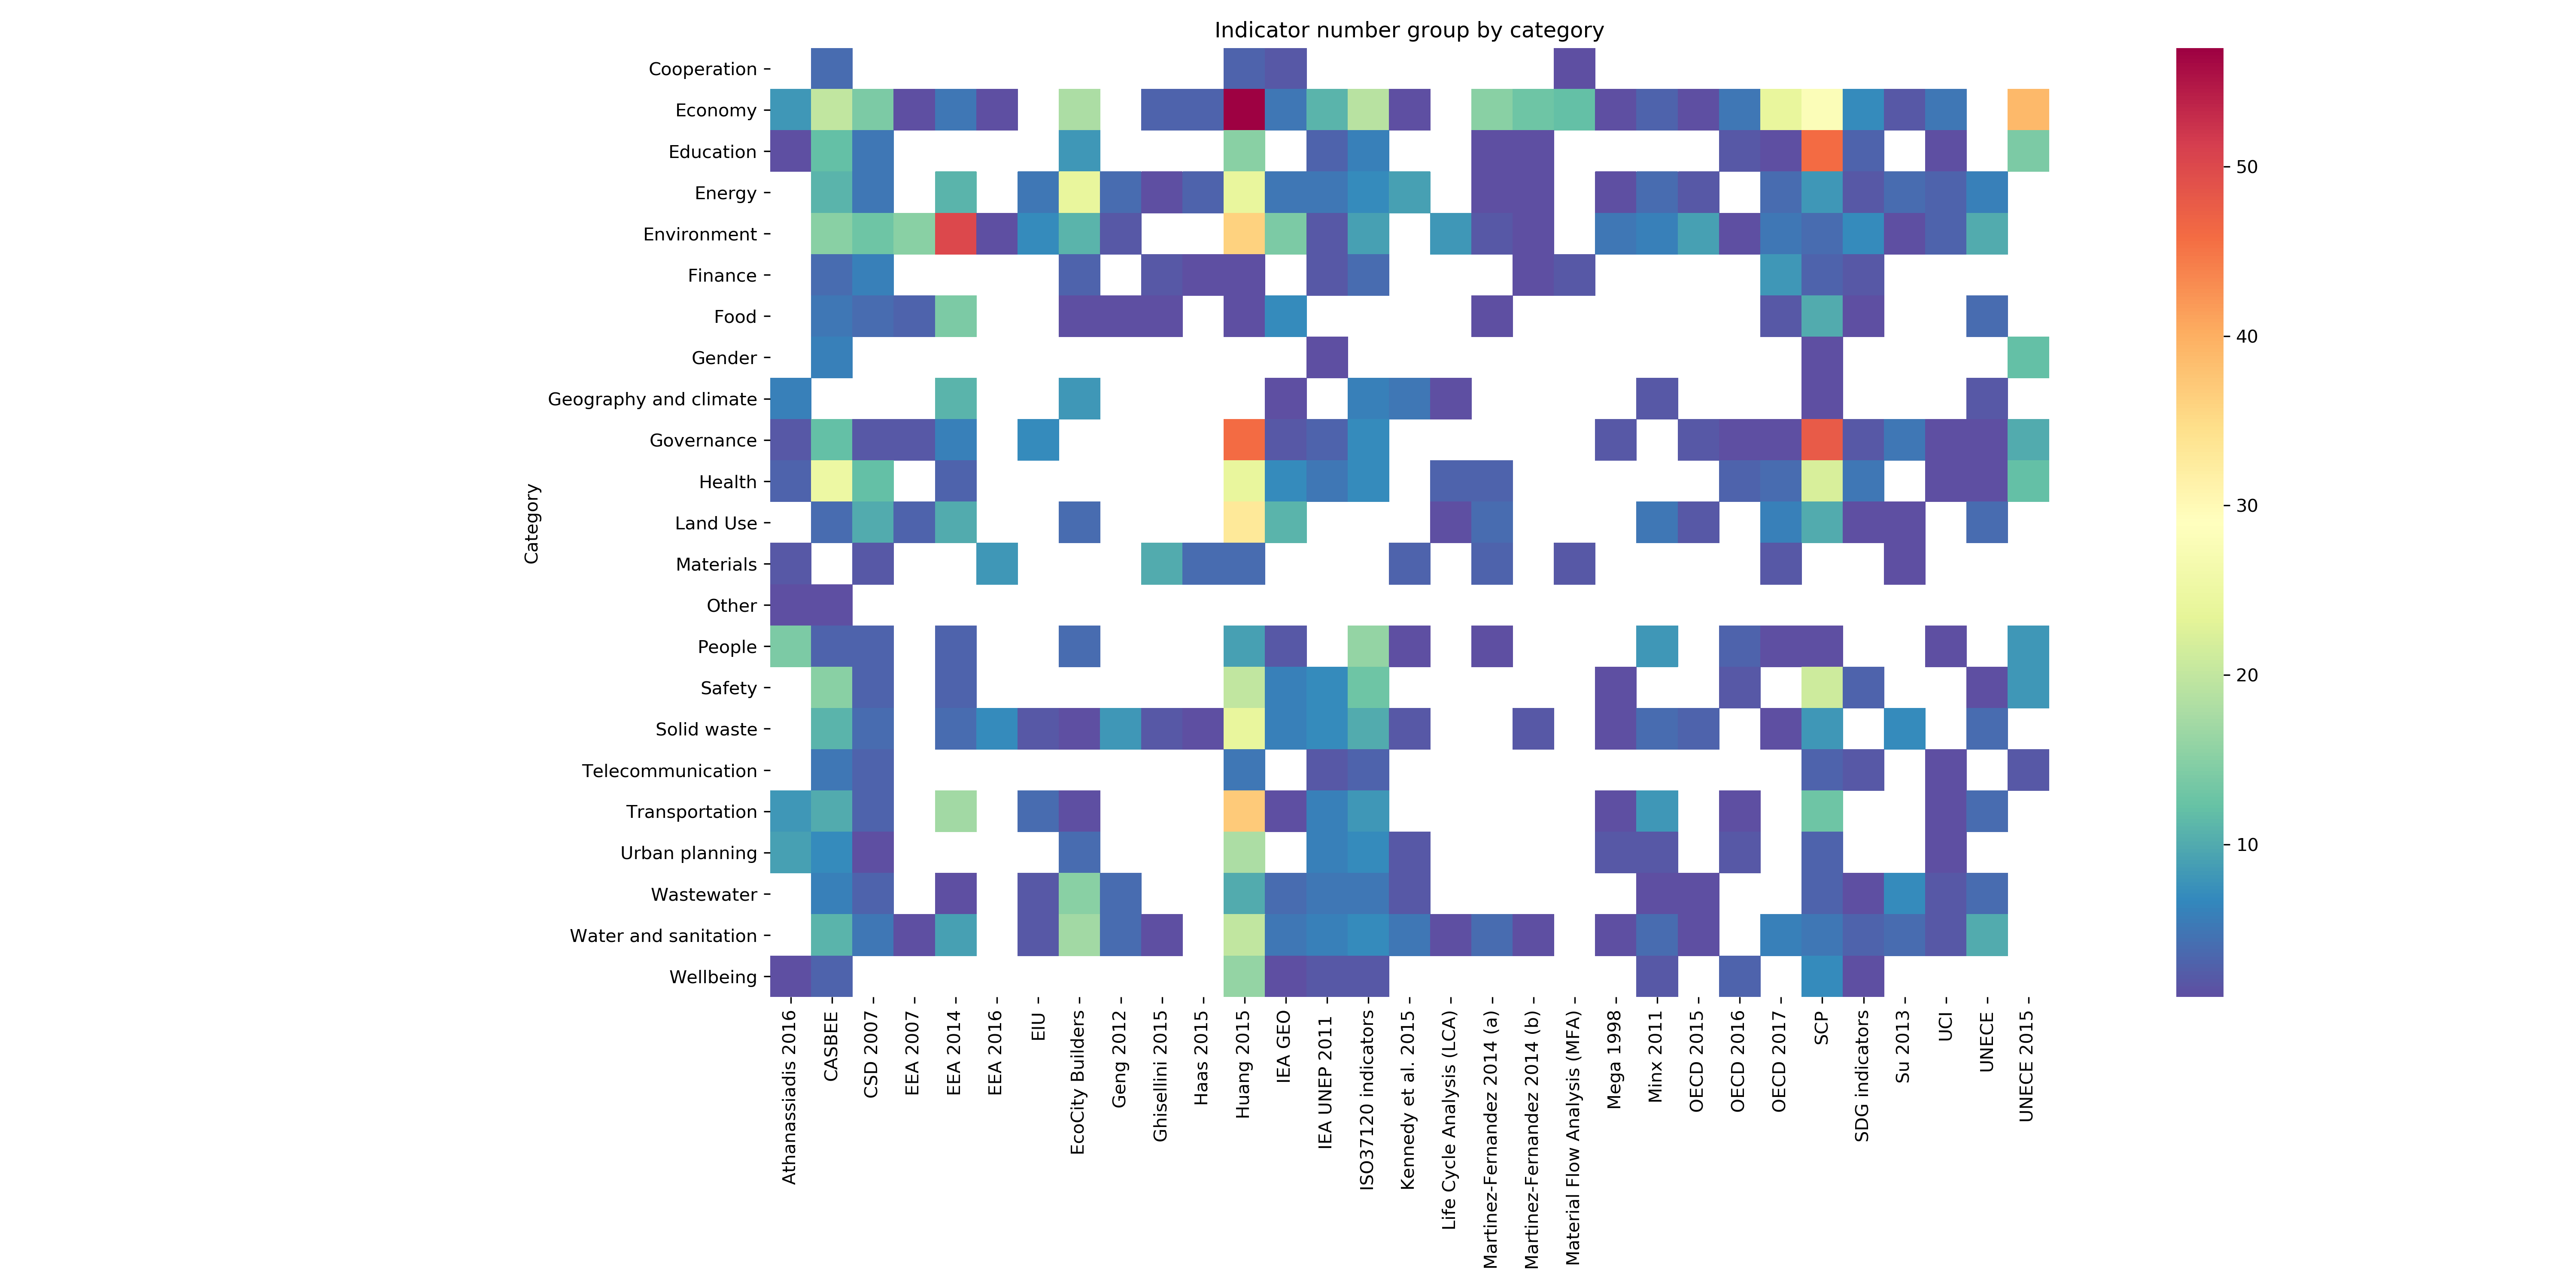 Indicator number group by category
Category
Cooperation
Economy
Education
Energy
Environment
Finance
Food
Gender
Geography and climate
Governance
Health
Land Use
Materials
Other
People
Safety
Solid waste
Telecommunication
Transportation
Urban planning
Wastewater
Water and sanitation
Wellbeing
Athanassiadis 2016
CASBEE
CSD 2007
EEA 2007
EEA 2014
EEA 2016
EIU
EcoCity Builders
Geng 2012
Ghisellini 2015
Haas 2015
Huang 2015
IEA GEO
IEA UNEP 2011
ISO37120 indicators
Kennedy et al. 2015
Life Cycle Analysis (LCA)
Martinez-Fernandez 2014 (a)
Martinez-Fernandez 2014 (b)
Material Flow Analysis (MFA)
Mega 1998
Minx 2011
OECD 2015
OECD 2016
OECD 2017
SCP
SDG indicators
Su 2013
UCI
UNECE
UNECE 2015
50
40
30
20
10